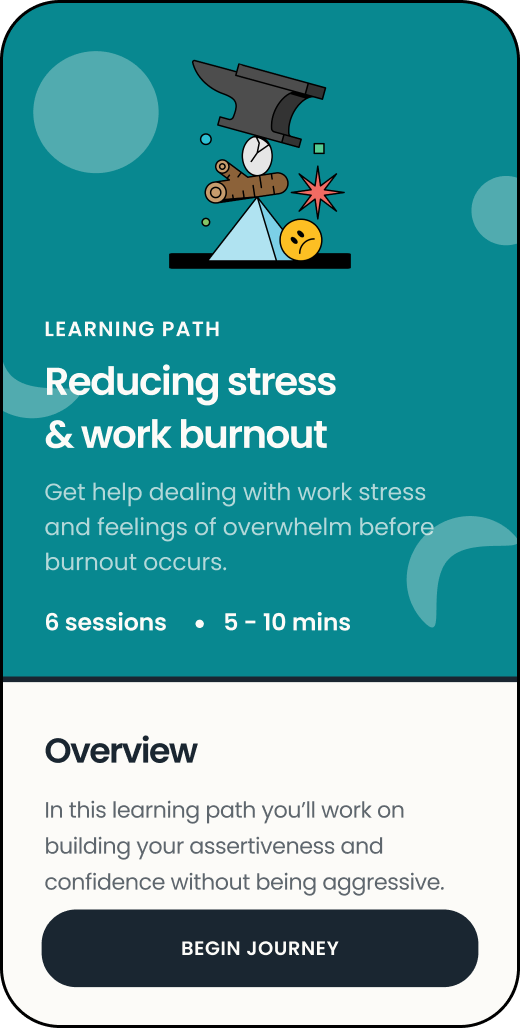 LEARNING PATH
Reducing stress
& work burnout
Get help dealing with work stress
and feelings of overwhelm before
burnout occurs.
6 sessions • 5 - 10 mins
Overview
In this learning path you’ll work on
building your assertiveness and
confidence without being aggressive.
BEGIN JOURNEY